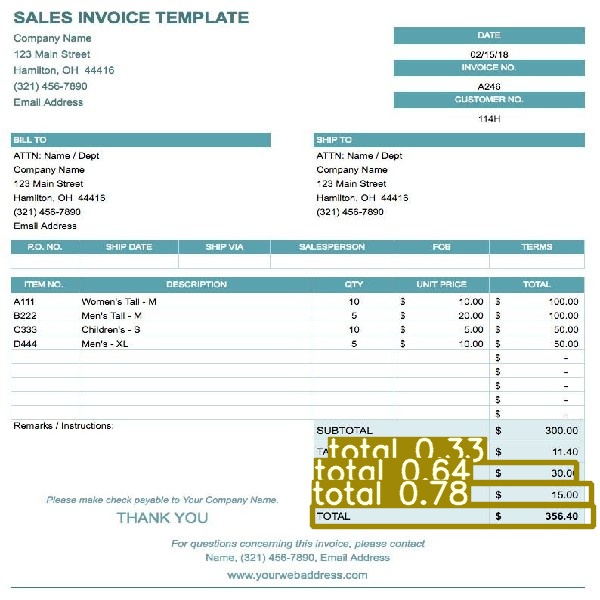 SALES INVOICE TEMPLATE
Company Name
123 Main Street
Hamilton, OH 44416
(321) 456-7890
Email Address
DATE
02/15/18
INVOICE NO.
A246
CUSTOMER NO.
114H
BILL TO
ATTN: Name / Dept
Company Name
123 Main Street
Hamilton, OH 44416
(321) 456-7890
Email Address
SHIP TO
ATTN: Name / Dept
Company Name
123 Main Street
Hamilton, OH 44416
(321) 456-7890
P.O. NO. SHIP DATE SHIP VIA SALESPERSON FOB TERMS
ITEM NO. DESCRIPTION QTY UNIT PRICE TOTAL
A111 Women's Tall - M 10 $ 10.00 $ 100.00
B222 Men's Tall - M 5 $ 20.00 $ 100.00
C333 Children's - S 10 $ 5.00 $ 50.00
D444 Men's - XL 5 $ 10.00 $ 50.00
$ -
$ -
$ -
$ -
$ -
Remarks / Instructions:
SUBTOTAL $ 300.00
total 0.33 $ 11.40
total 0.64 $ 30.0
total 0.78 $ 15.00
TOTAL $ 356.40
Please make check payable to Your Company Name.
THANK YOU
For questions concerning this invoice, please contact
Name, (321) 456-7890, Email Address
www.yourwebaddress.com